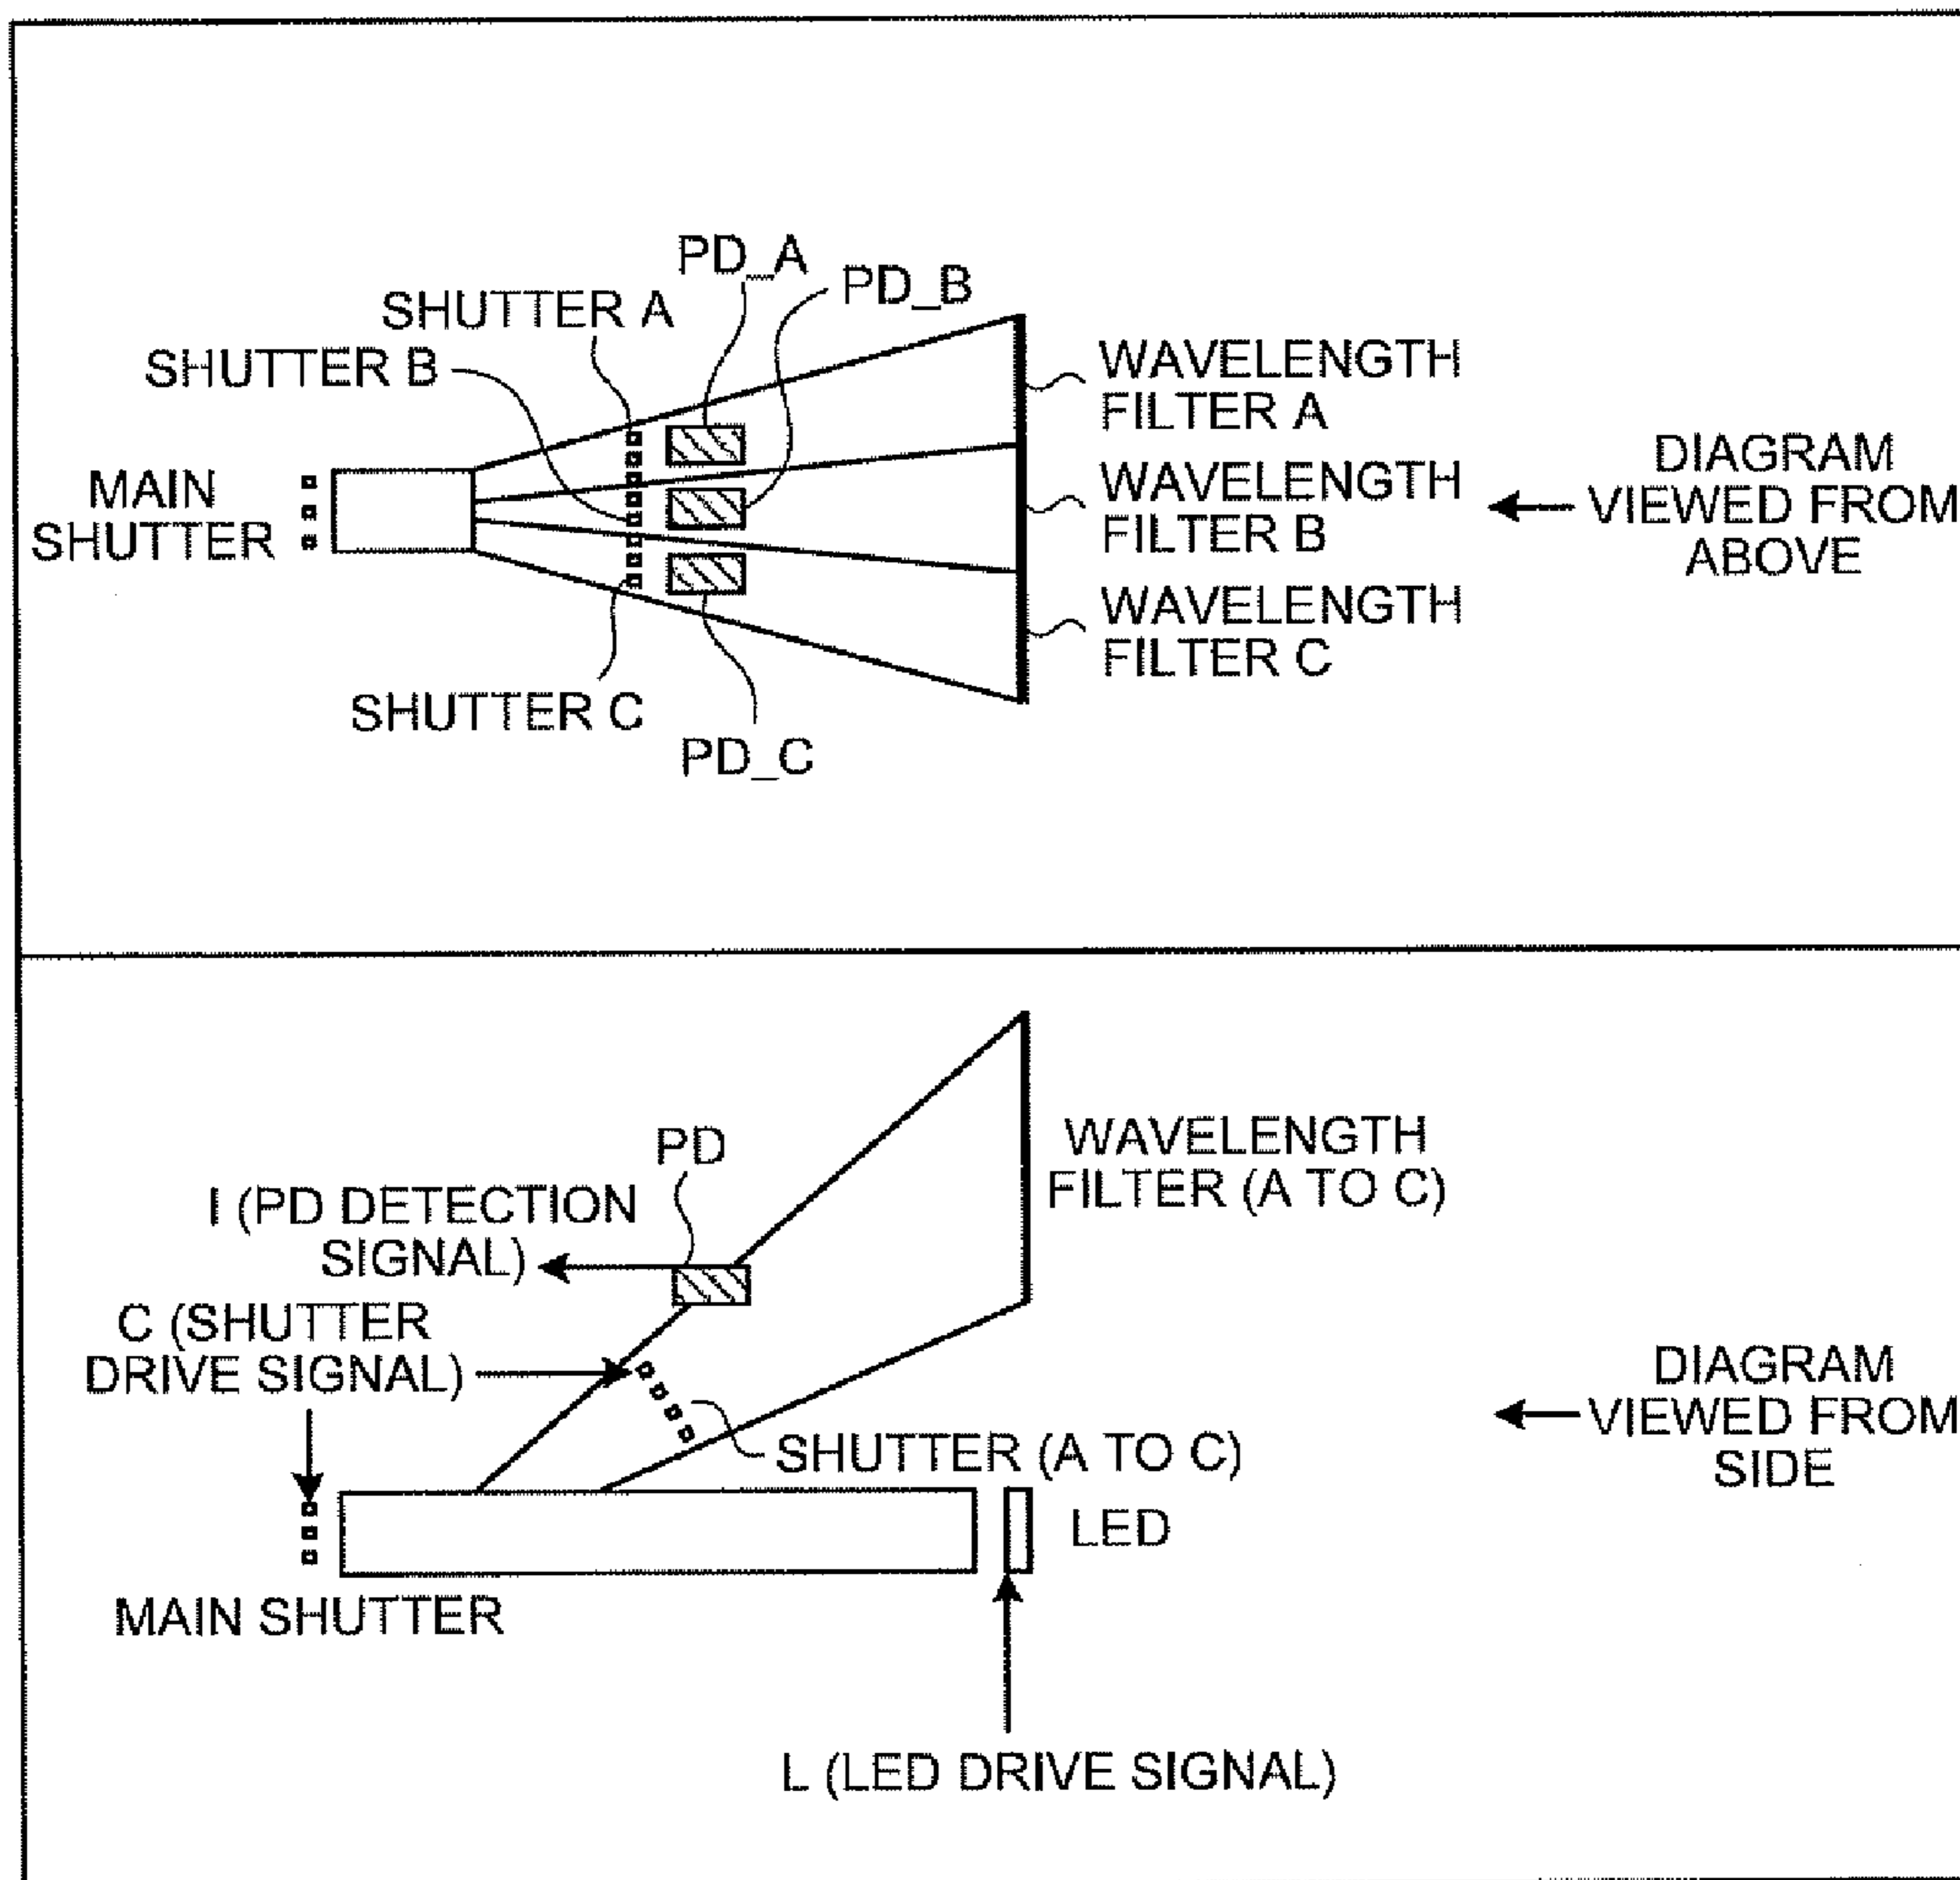 PD_A
PD_B
SHUTTER A
SHUTTER B
WAVELENGTH
FILTER A
MAIN
SHUTTER
WAVELENGTH
FILTER B
DIAGRAM
VIEWED FROM
ABOVE
WAVELENGTH
FILTER C
SHUTTER C
PD_C
PD
WAVELENGTH
FILTER (A TO C)
I (PD DETECTION
SIGNAL)
C (SHUTTER
DRIVE SIGNAL)
DIAGRAM
VIEWED FROM
SIDE
SHUTTER (A TO C)
LED
MAIN SHUTTER
L (LED DRIVE SIGNAL)